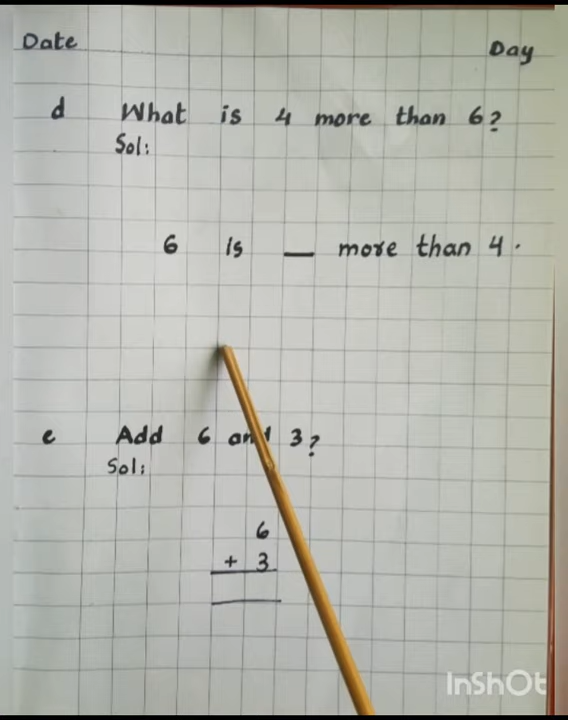 Date Day
d What is 4 more than 6?
Sol:
6 is __ more than 4.
e Add 6 and 3?
Sol:
6
+ 3
InShOt